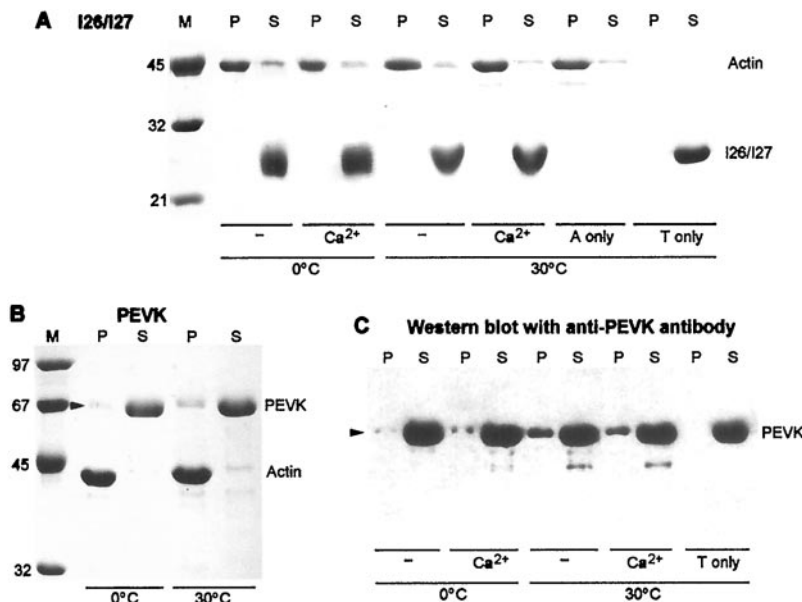 A I26/I27 M P S P S P S P S P S P S
45 Actin
32
I26/I27
21
– Ca²⁺ – Ca²⁺ A only T only
0°C 30°C
B PEVK
M P S P S
97
67 PEVK
45 Actin
32
0°C 30°C
C Western blot with anti-PEVK antibody
P S P S P S P S P S
PEVK
– Ca²⁺ – Ca²⁺ T only
0°C 30°C